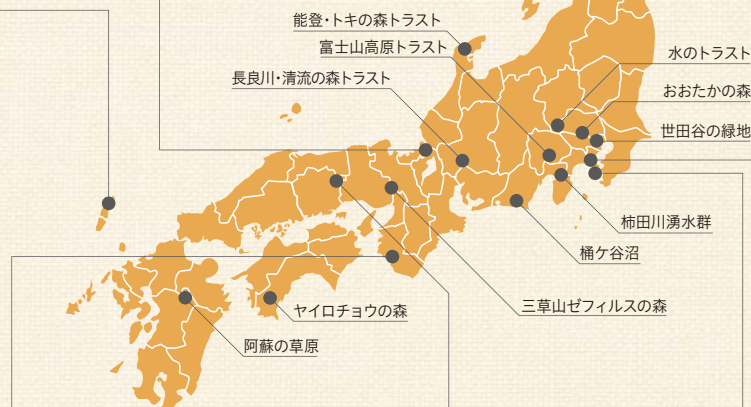 能登・トキの森トラスト
富士山高原トラスト
長良川・清流の森トラスト
水のトラスト
おおたかの森
世田谷の緑地
柿田川湧水群
桶ケ谷沼
三草山ゼフィルスの森
ヤイロチョウの森
阿蘇の草原